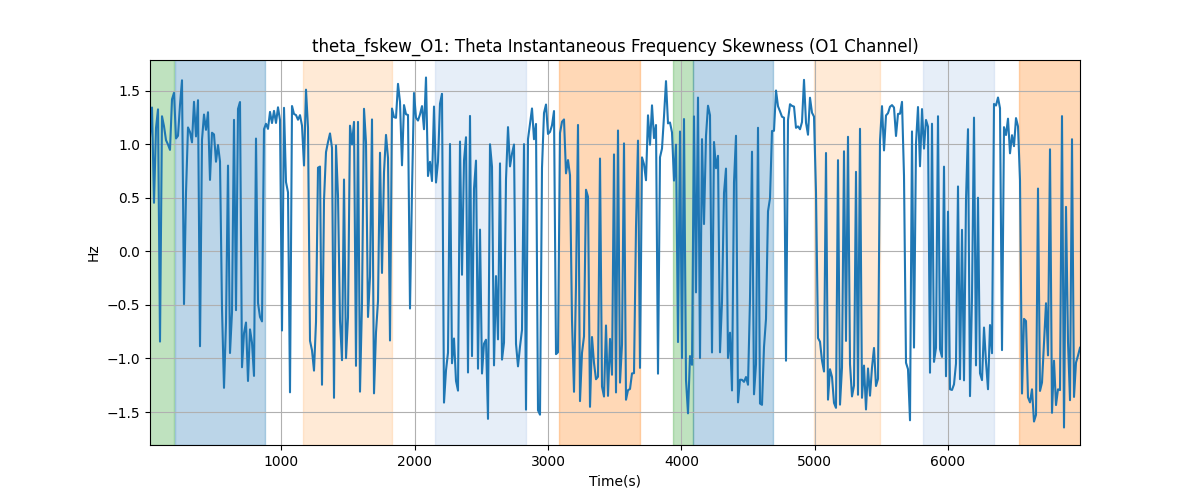 theta_fskew_O1: Theta Instantaneous Frequency Skewness (O1 Channel)
1.5
1.0
0.5
0.0
−0.5
−1.0
−1.5
Hz
1000 2000 3000 4000 5000 6000
Time(s)